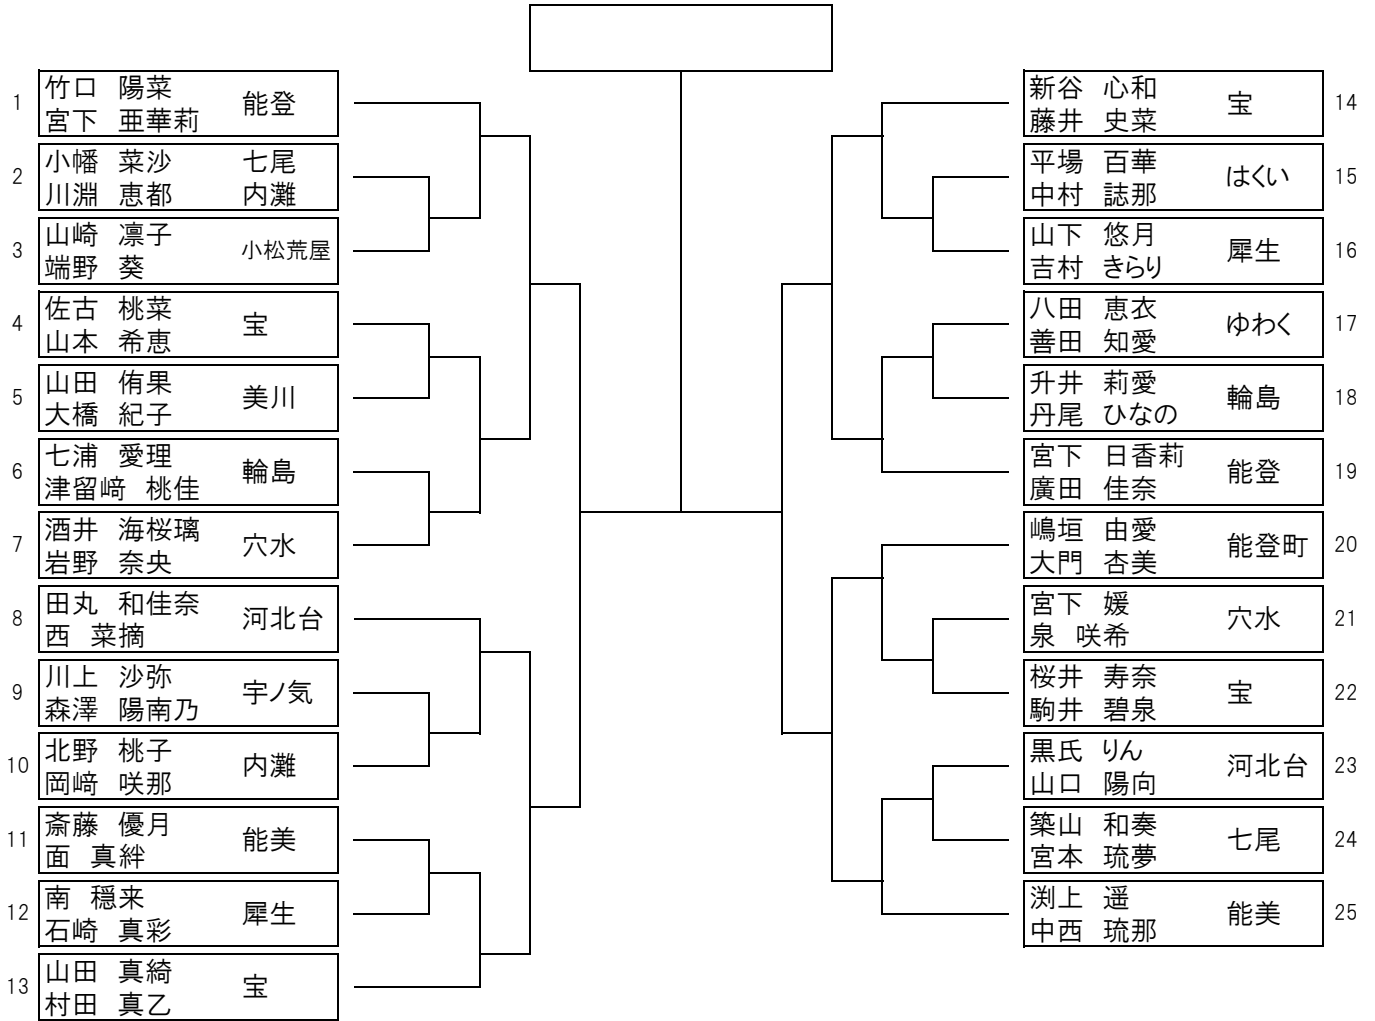 1
竹口 陽菜
宮下 亜華莉
能登
2
小幡 菜沙 七尾
川淵 恵都 内灘
3
山崎 凛子
端野 葵
小松荒屋
4
佐古 桃菜
山本 希恵
宝
5
山田 侑果
大橋 紀子
美川
6
七浦 愛理
津留﨑 桃佳
輪島
7
酒井 海桜璃
岩野 奈央
穴水
8
田丸 和佳奈
西 菜摘
河北台
9
川上 沙弥
森澤 陽南乃
宇ノ気
10
北野 桃子
岡﨑 咲那
内灘
11
斎藤 優月
面 真絆
能美
12
南 穏来
石崎 真彩
犀生
13
山田 真綺
村田 真乙
宝
新谷 心和
藤井 史菜
宝
14
平場 百華
中村 誌那
はくい
15
山下 悠月
吉村 きらり
犀生
16
八田 恵衣
善田 知愛
ゆわく
17
升井 莉愛
丹尾 ひなの
輪島
18
宮下 日香莉
廣田 佳奈
能登
19
嶋垣 由愛
大門 杏美
能登町
20
宮下 媛
泉 咲希
穴水
21
桜井 寿奈
駒井 碧泉
宝
22
黒氏 りん
山口 陽向
河北台
23
築山 和奏
宮本 琉夢
七尾
24
渕上 遥
中西 琉那
能美
25